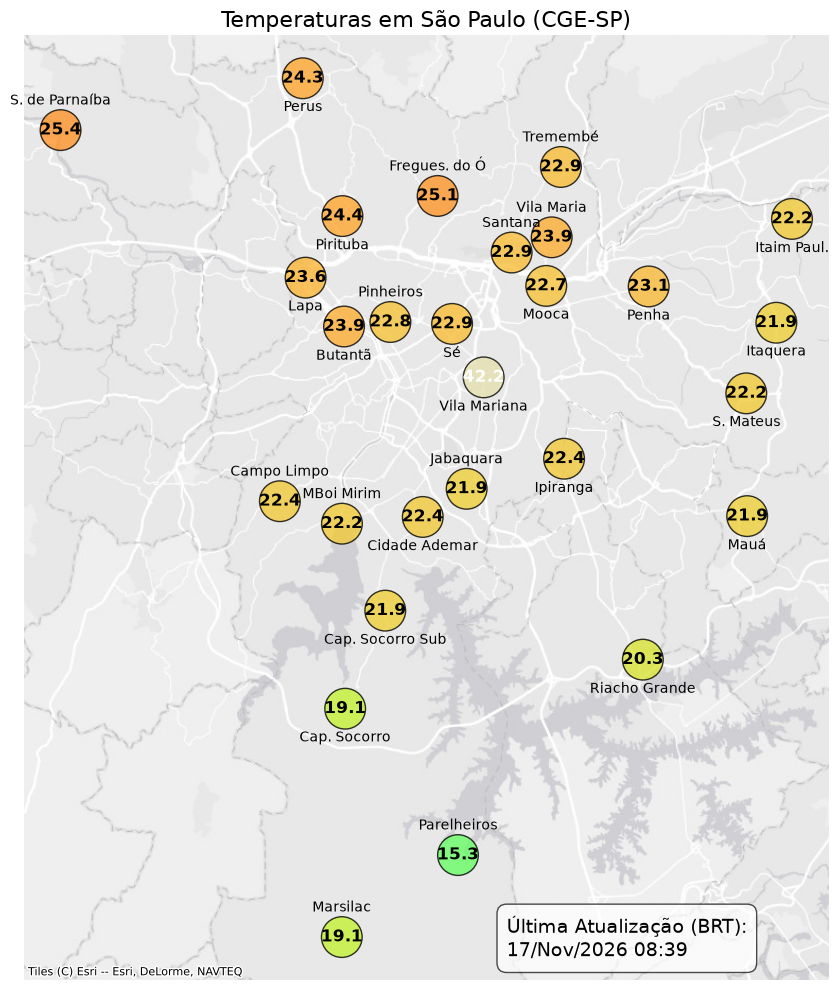 Temperaturas em São Paulo (CGE-SP)
24.3
Perus
S. de Parnaíba
25.4
Tremembé
22.9
Fregues. do Ó
25.1
Vila Maria
23.9
Santana
22.9
24.4
Pirituba
22.2
Itaim Paul.
23.6
Lapa
22.7
Mooca
23.1
Penha
Pinheiros
22.8
23.9
Butantã
22.9
Sé
21.9
Itaquera
42.2
Vila Mariana
22.2
S. Mateus
22.4
Ipiranga
Jabaquara
21.9
Campo Limpo
22.4
MBoi Mirim
22.2
22.4
Cidade Ademar
21.9
Mauá
21.9
Cap. Socorro Sub
20.3
Riacho Grande
19.1
Cap. Socorro
Parelheiros
15.3
Marsilac
19.1
Última Atualização (BRT):
17/Nov/2026 08:39
Tiles (C) Esri -- Esri, DeLorme, NAVTEQ